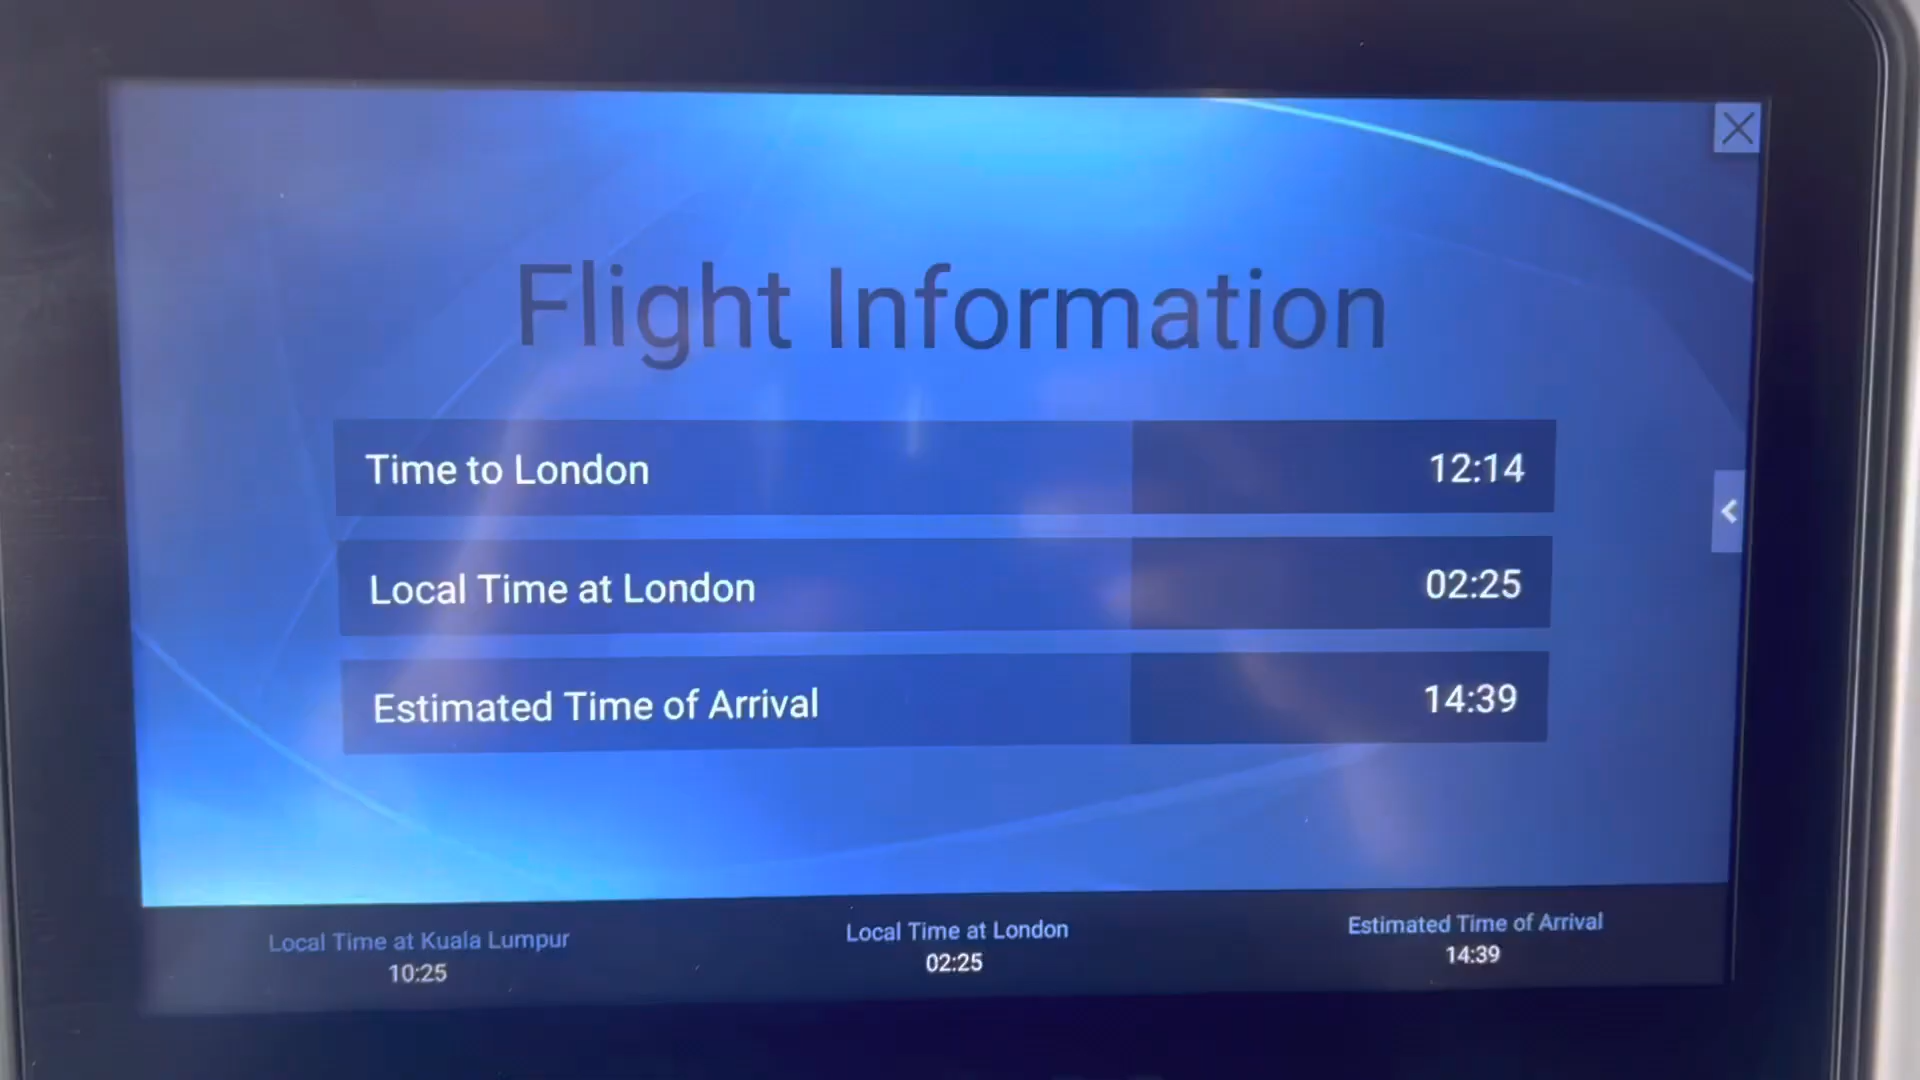 Flight Information
Time to London 12:14
Local Time at London 02:25
Estimated Time of Arrival 14:39
Local Time at Kuala Lumpur
10:25
Local Time at London
02:25
Estimated Time of Arrival
14:39